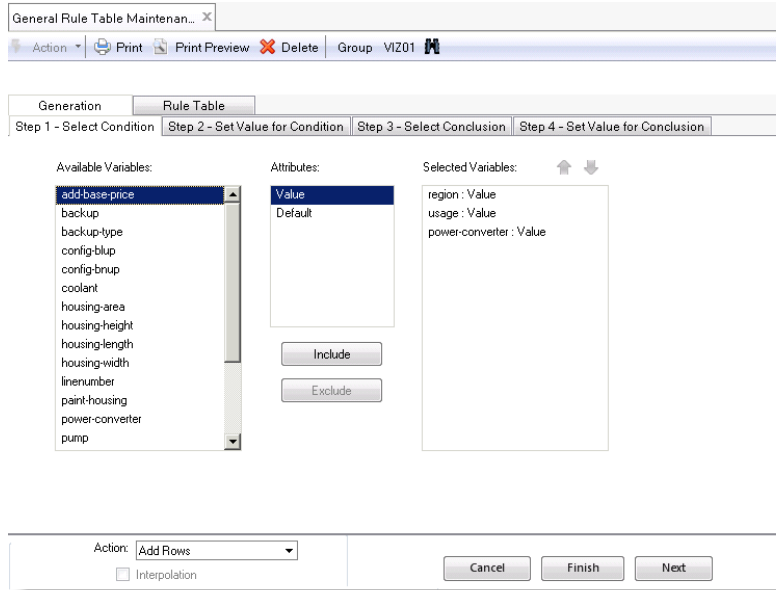 General Rule Table Maintenan... X
Action Print Print Preview Delete Group VIZ01
Generation Rule Table
Step 1 - Select Condition Step 2 - Set Value for Condition Step 3 - Select Conclusion Step 4 - Set Value for Conclusion
Available Variables: Attributes: Selected Variables:
add-base-price Value region : Value
backup Default usage : Value
backup-type power-converter : Value
config-blup
config-bnup
coolant
housing-area
housing-height
housing-length
housing-width
linenumber
paint-housing
power-converter
pump
Include
Exclude
Action: Add Rows
Interpolation
Cancel Finish Next